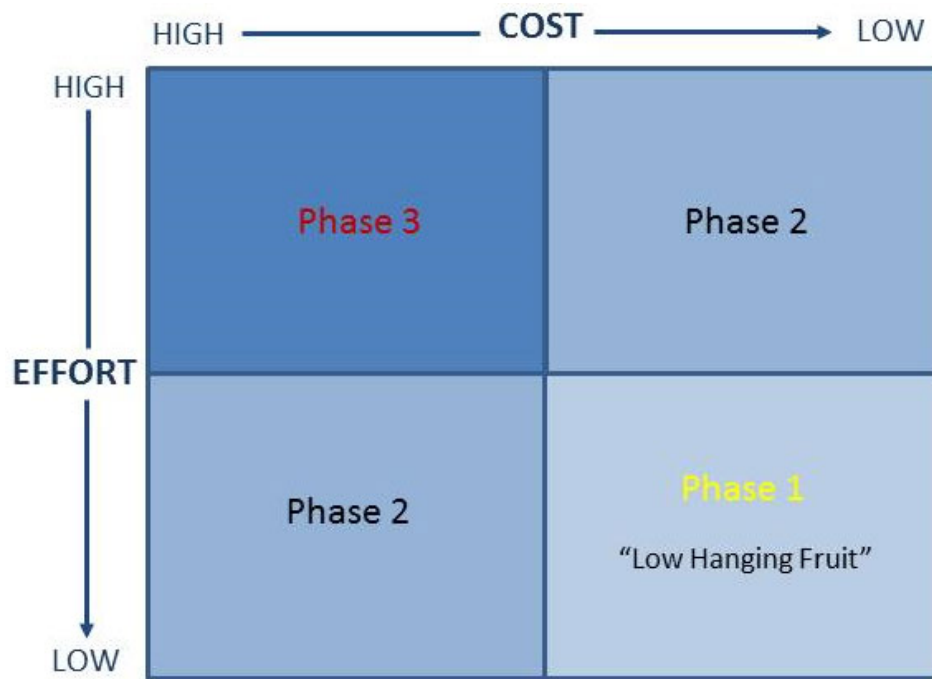 HIGH COST LOW
HIGH
Phase 3 Phase 2
EFFORT
Phase 2 Phase 1
“Low Hanging Fruit”
LOW